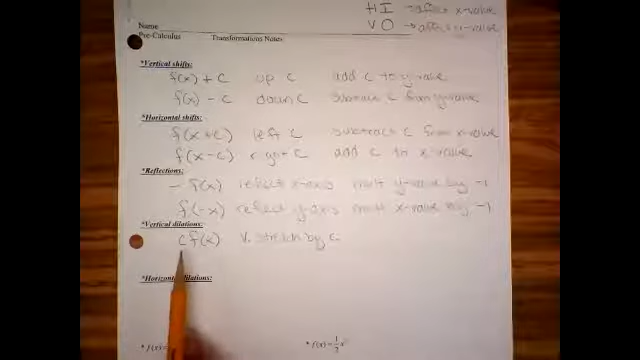 H I → affect x-value
V O → affect y-value
Name
Pre-Calculus Transformations Notes
*Vertical shifts:
f(x) + c up c add c to y value
f(x) - c down c subtract c from y value
*Horizontal shifts:
f(x+c) left c subtract c from x-value
f(x-c) right c add c to x-value
*Reflections:
- f(x) reflect x-axis mult y-value by -1
f(-x) reflect y-axis mult x-value by -1
*Vertical dilations:
c f(x) V. stretch by c
*Horizontal dilations:
*f(x)= *f(x)=1/2 x